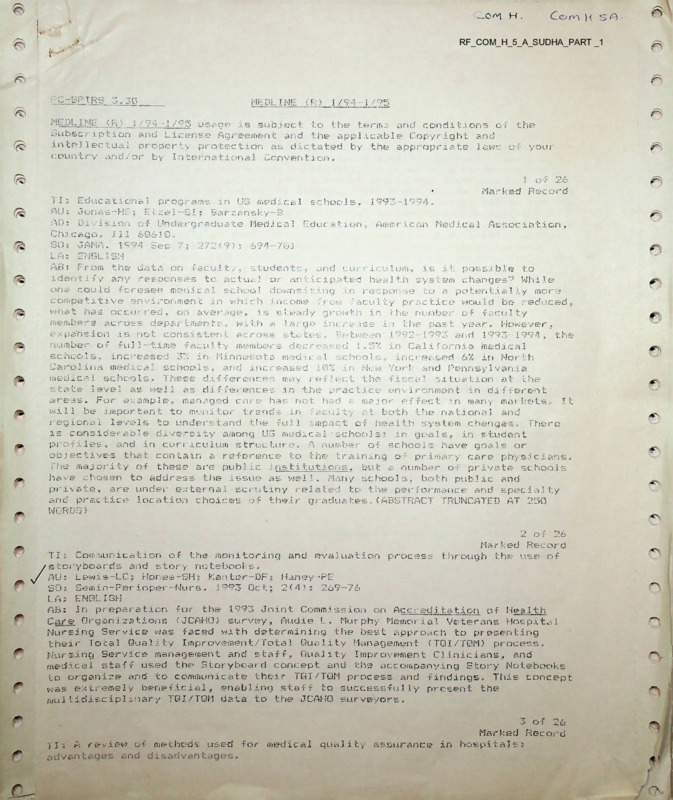 COM H. COM H 5A.
RF_COM_H_5_A_SUDHA_PART _1
PC-SPIRS 3.30 MEDLINE (R) 1/94-1/95
MEDLINE (R) 1/94-1/95 usage is subject to the terms and conditions of the
Subscription and License Agreement and the applicable Copyright and
intellectual property protection as dictated by the appropriate laws of your
country and/or by International Convention.
1 of 26
Marked Record
TI: Educational programs in US medical schools, 1993-1994.
AU: Jonas-HS; Etzel-SI; Barzansky-B
AD: Division of Undergraduate Medical Education, American Medical Association,
Chicago, Ill 60610.
SO: JAMA. 1994 Sep 7; 272(9): 694-701
LA: ENGLISH
AB: From the data on faculty, students, and curriculum, is it possible to
identify any responses to actual or anticipated health system changes? While
one could foresee medical school downsizing in response to a potentially more
competitive environment in which income from faculty practice would be reduced,
what has occurred, on average, is steady growth in the number of faculty
members across departments, with a large increase in the past year. However,
expansion is not consistent across states. Between 1992-1993 and 1993-1994, the
number of full-time faculty members decreased 1.5% in California medical
schools, increased 3% in Minnesota medical schools, increased 6% in North
Carolina medical schools, and increased 10% in New York and Pennsylvania
medical schools. These differences may reflect the fiscal situation at the
state level as well as differences in the practice environment in different
areas. For example, managed care has not had a major effect in many markets. It
will be important to monitor trends in faculty at both the national and
regional levels to understand the full impact of health system changes. There
is considerable diversity among US medical schools: in goals, in student
profiles, and in curriculum structure. A number of schools have goals or
objectives that contain a reference to the training of primary care physicians.
The majority of these are public institutions, but a number of private schools
have chosen to address the issue as well. Many schools, both public and
private, are under external scrutiny related to the performance and specialty
and practice location choices of their graduates.(ABSTRACT TRUNCATED AT 250
WORDS)
2 of 26
Marked Record
TI: Communication of the monitoring and evaluation process through the use of
storyboards and story notebooks.
AU: Lewis-LC; Honea-SH; Kanter-DF; Haney-PE
SO: Semin-Perioper-Nurs. 1993 Oct; 2(4): 269-76
LA: ENGLISH
AB: In preparation for the 1993 Joint Commission on Accreditation of Health
Care Organizations (JCAHO) survey, Audie L. Murphy Memorial Veterans Hospital
Nursing Service was faced with determining the best approach to presenting
their Total Quality Improvement/Total Quality Management (TQI/TQM) process.
Nursing Service management and staff, Quality Improvement Clinicians, and
medical staff used the Storyboard concept and the accompanying Story Notebooks
to organize and to communicate their TQI/TQM process and findings. This concept
was extremely beneficial, enabling staff to successfully present the
multidisciplinary TQI/TQM data to the JCAHO surveyors.
3 of 26
Marked Record
TI: A review of methods used for medical quality assurance in hospitals:
advantages and disadvantages.